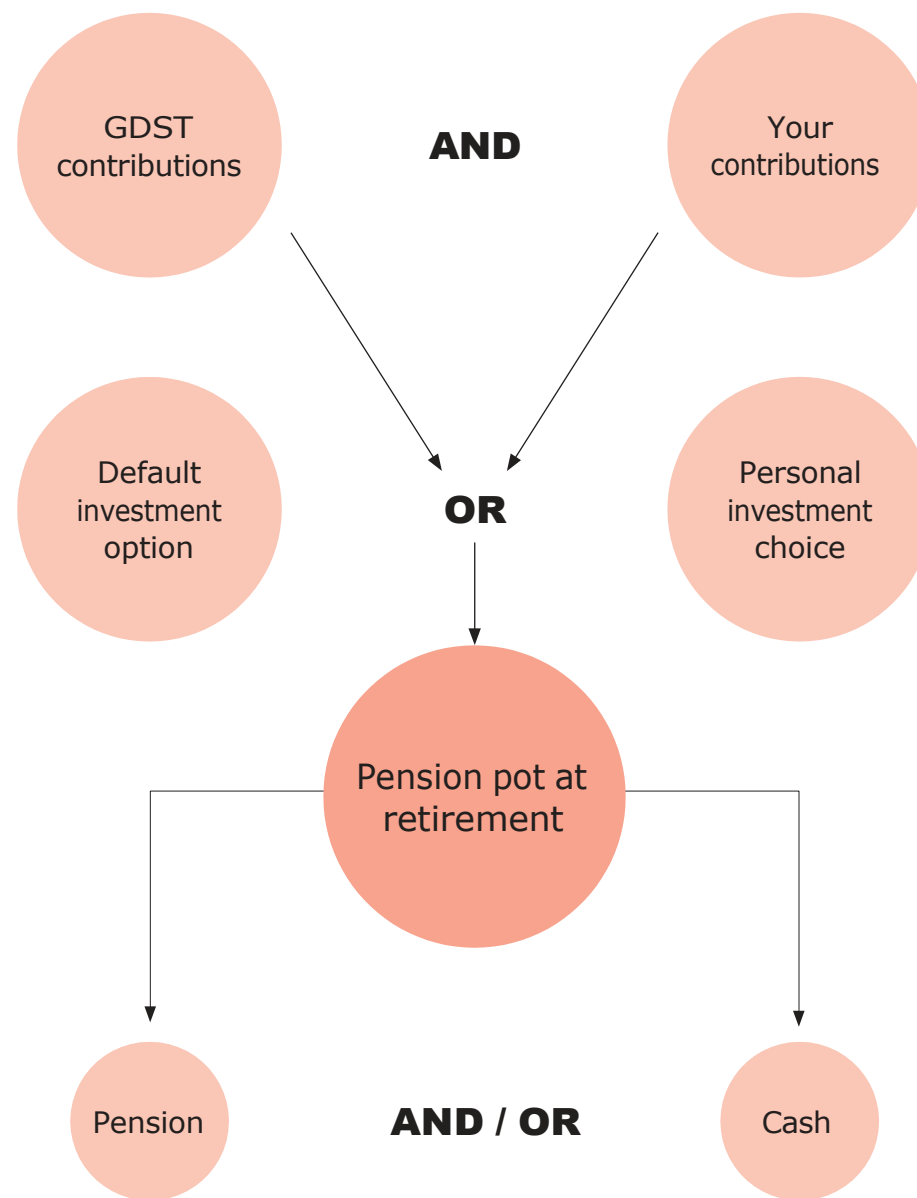 GDST
contributions
AND
Your
contributions
Default
investment
option
OR
Personal
investment
choice
Pension pot at
retirement
Pension
AND / OR
Cash